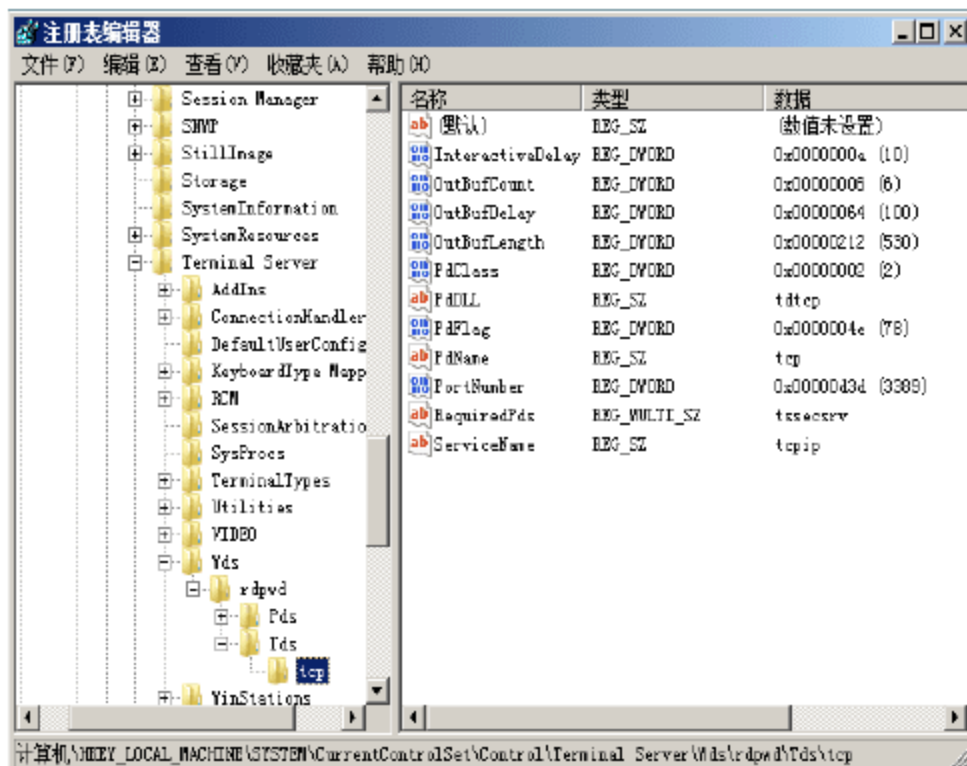 注册表编辑器
文件(F) 编辑(E) 查看(V) 收藏夹(A) 帮助(H)
Session Manager
SNMP
StillImage
Storage
SystemInformation
SystemResources
Terminal Server
AddIns
ConnectionHandler
DefaultUserConfig
KeyboardType Mapp
RCM
SessionArbitratio
SysProcs
TerminalTypes
Utilities
VIDEO
Wds
rdpwd
Pds
Tds
tcp
WinStations
名称 类型 数据
(默认) REG_SZ (数值未设置)
InteractiveDelay REG_DWORD 0x0000000a (10)
OutBufCount REG_DWORD 0x00000006 (6)
OutBufDelay REG_DWORD 0x00000064 (100)
OutBufLength REG_DWORD 0x00000212 (530)
PdClass REG_DWORD 0x00000002 (2)
PdDLL REG_SZ tdtcp
PdFlag REG_DWORD 0x0000004e (78)
PdName REG_SZ tcp
PortNumber REG_DWORD 0x00000d3d (3389)
RequiredPds REG_MULTI_SZ tssecsrv
ServiceName REG_SZ tcpip
计算机\HKEY_LOCAL_MACHINE\SYSTEM\CurrentControlSet\Control\Terminal Server\Wds\rdpwd\Tds\tcp